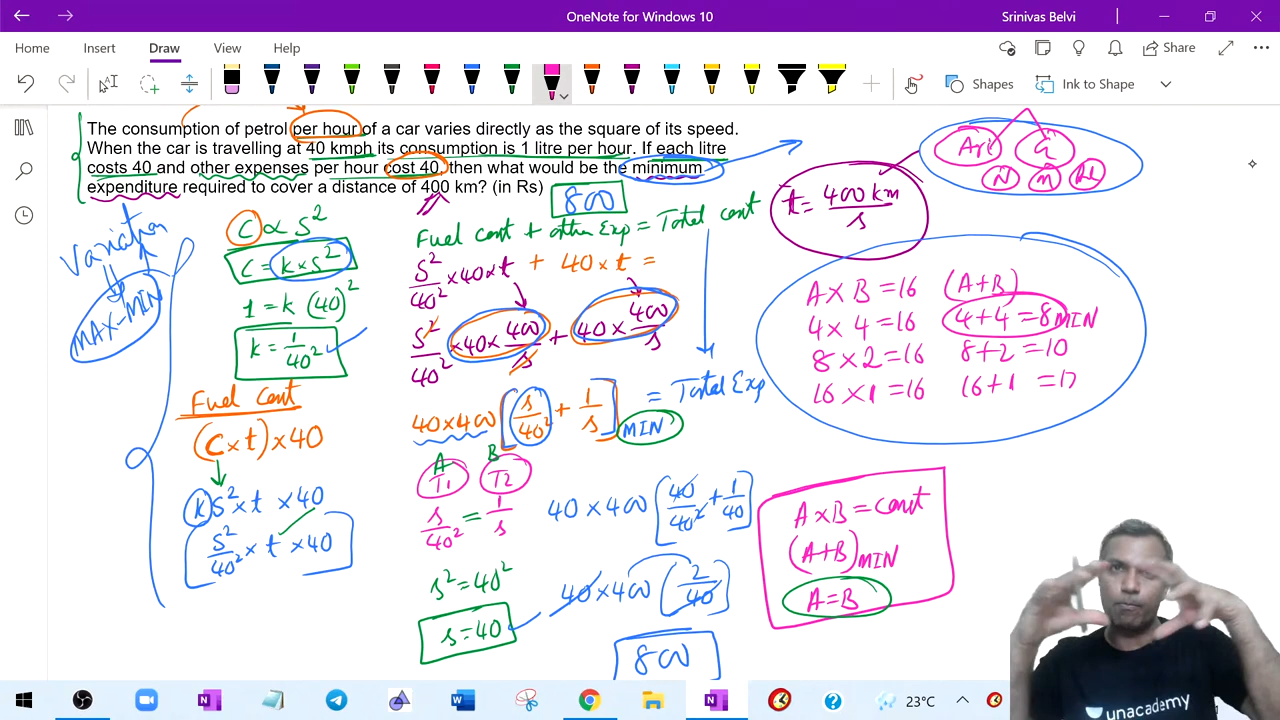 OneNote for Windows 10
Srinivas Belvi
Home Insert Draw View Help
Share
Shapes
Ink to Shape
The consumption of petrol per hour of a car varies directly as the square of its speed.
When the car is travelling at 40 kmph its consumption is 1 litre per hour. If each litre
costs 40 and other expenses per hour cost 40 then what would be the minimum
expenditure required to cover a distance of 400 km? (in Rs)
800
Variation
MAX-MIN
C ∝ s²
C = k×s²
1 = k (40)²
k = 1/40²
Fuel cost
(C×t)×40
ks²×t ×40
s²/40² × t ×40
Fuel cost + other Exp = Total cost
s²/40² ×40×t + 40×t =
s²/40² ×40× 400/s + 40× 400/s
40×400 [s/40² + 1/s] = Total Exp
MIN
A B
T1 T2
s/40² = 1/s
s² = 40²
s=40
40×400 [40/40² + 1/40]
40×400 (2/40)
800
t = 400 km/s
Ari G
N M
A×B=16 (A+B)
4×4=16 4+4=8 MIN
8×2=16 8+2=10
16×1=16 16+1=17
A×B=const
(A+B)MIN
A=B
unacademy
23°C